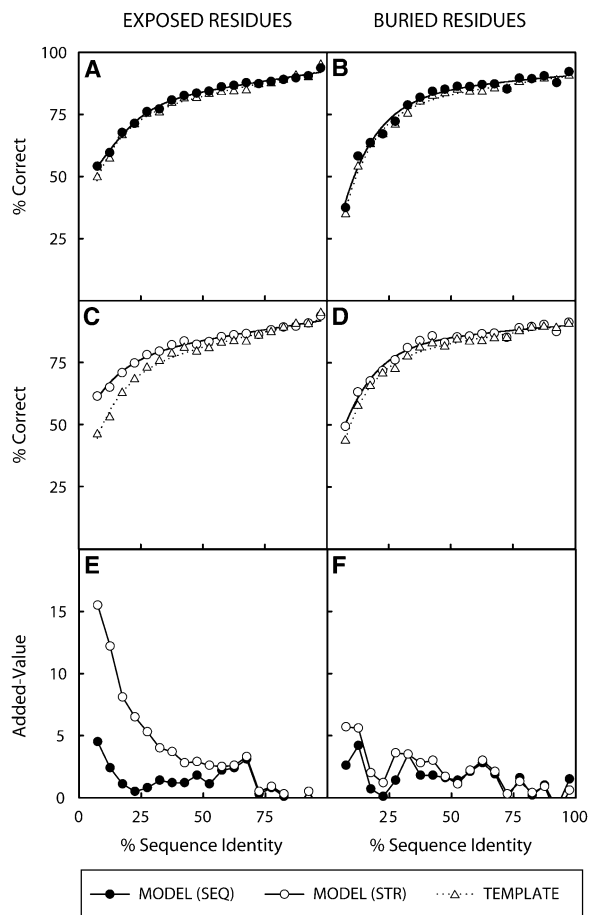 EXPOSED RESIDUES BURIED RESIDUES
100
A B
75
% Correct
50
25
C D
75
% Correct
50
25
E F
15
Added-Value
10
5
0
0 25 50 75 25 50 75 100
% Sequence Identity % Sequence Identity
MODEL (SEQ) MODEL (STR) TEMPLATE